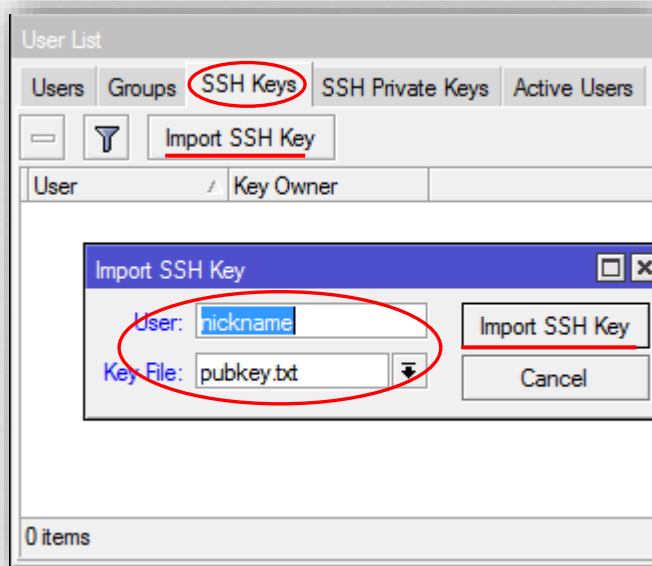 User List
Users Groups SSH Keys SSH Private Keys Active Users
Import SSH Key
User Key Owner
Import SSH Key
User: nickname Import SSH Key
Key File: pubkey.txt Cancel
0 items